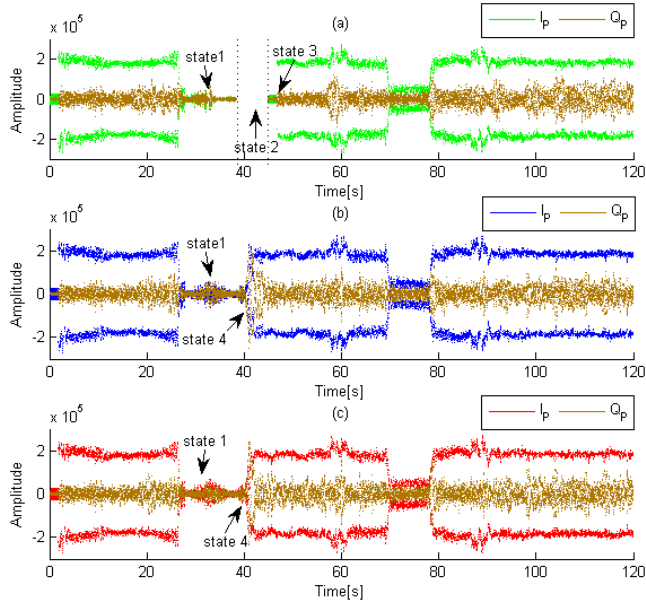 (a)
I_P Q_P
x 10^5
Amplitude
2
0
-2
state1
state 3
state 2
0 20 40 60 80 100 120
Time[s]
(b)
I_P Q_P
x 10^5
Amplitude
2
0
-2
state1
state 4
0 20 40 60 80 100 120
Time[s]
(c)
I_P Q_P
x 10^5
Amplitude
2
0
-2
state 1
state 4
0 20 40 60 80 100 120
Time[s]